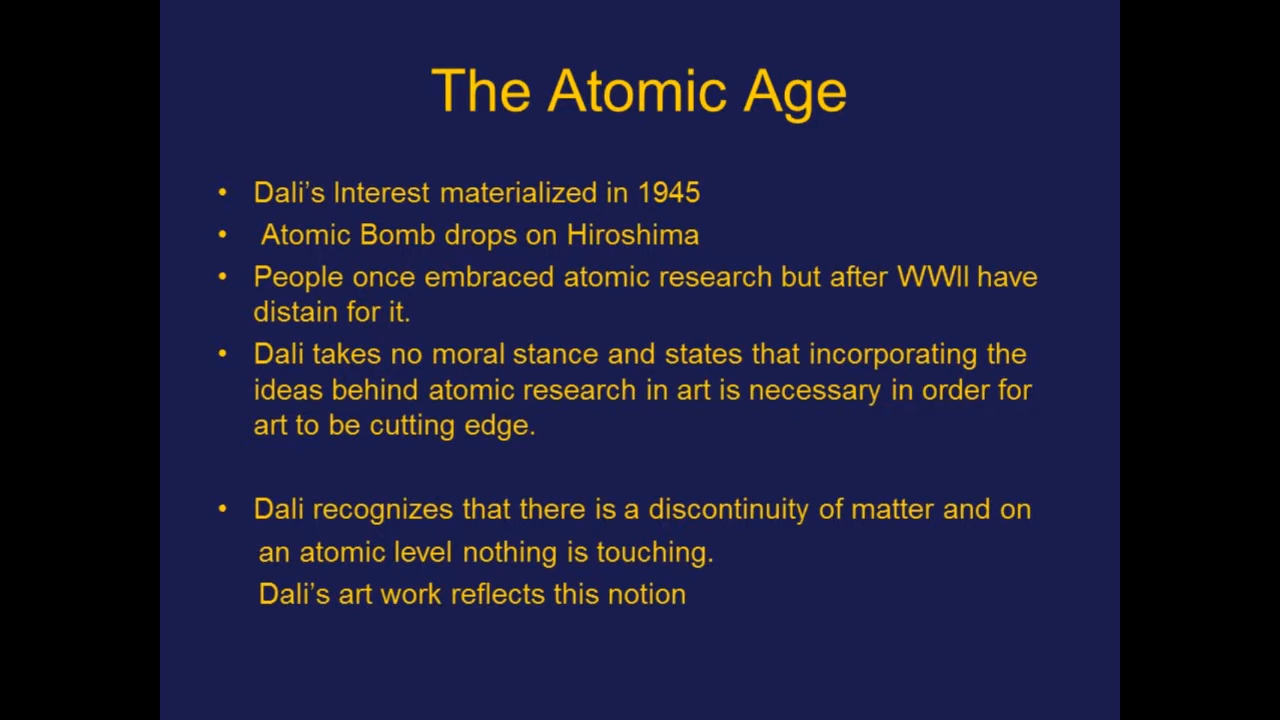 The Atomic Age
• Dali's Interest materialized in 1945
• Atomic Bomb drops on Hiroshima
• People once embraced atomic research but after WWII have
distain for it.
• Dali takes no moral stance and states that incorporating the
ideas behind atomic research in art is necessary in order for
art to be cutting edge.
• Dali recognizes that there is a discontinuity of matter and on
an atomic level nothing is touching.
Dali's art work reflects this notion